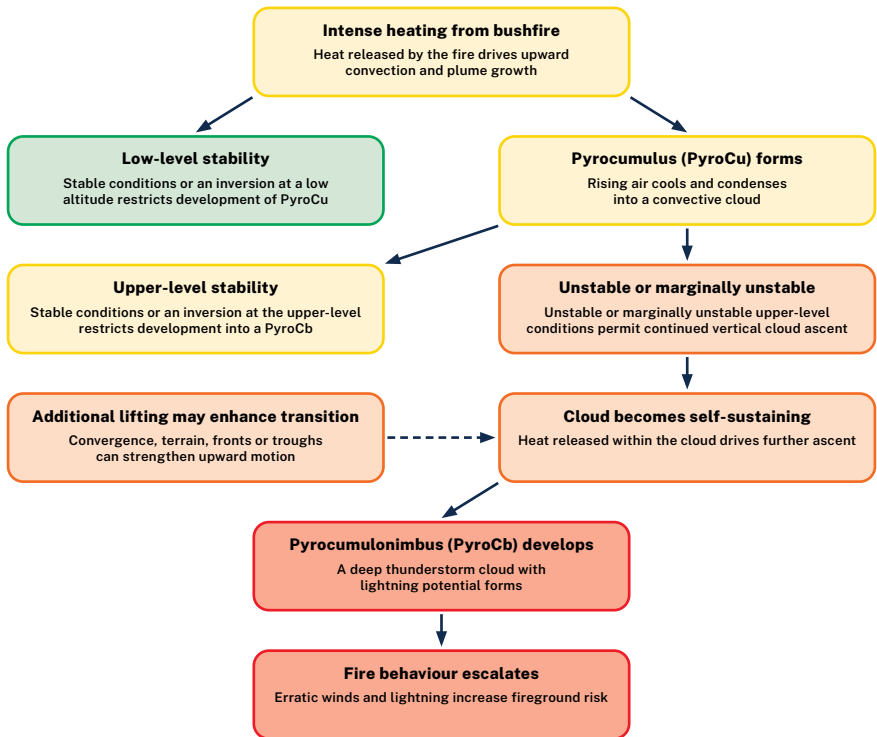 Intense heating from bushfire
Heat released by the fire drives upward
convection and plume growth
Low-level stability
Stable conditions or an inversion at a low
altitude restricts development of PyroCu
Pyrocumulus (PyroCu) forms
Rising air cools and condenses
into a convective cloud
Upper-level stability
Stable conditions or an inversion at the upper-level
restricts development into a PyroCb
Unstable or marginally unstable
Unstable or marginally unstable upper-level
conditions permit continued vertical cloud ascent
Additional lifting may enhance transition
Convergence, terrain, fronts or troughs
can strengthen upward motion
Cloud becomes self-sustaining
Heat released within the cloud drives further ascent
Pyrocumulonimbus (PyroCb) develops
A deep thunderstorm cloud with
lightning potential forms
Fire behaviour escalates
Erratic winds and lightning increase fireground risk